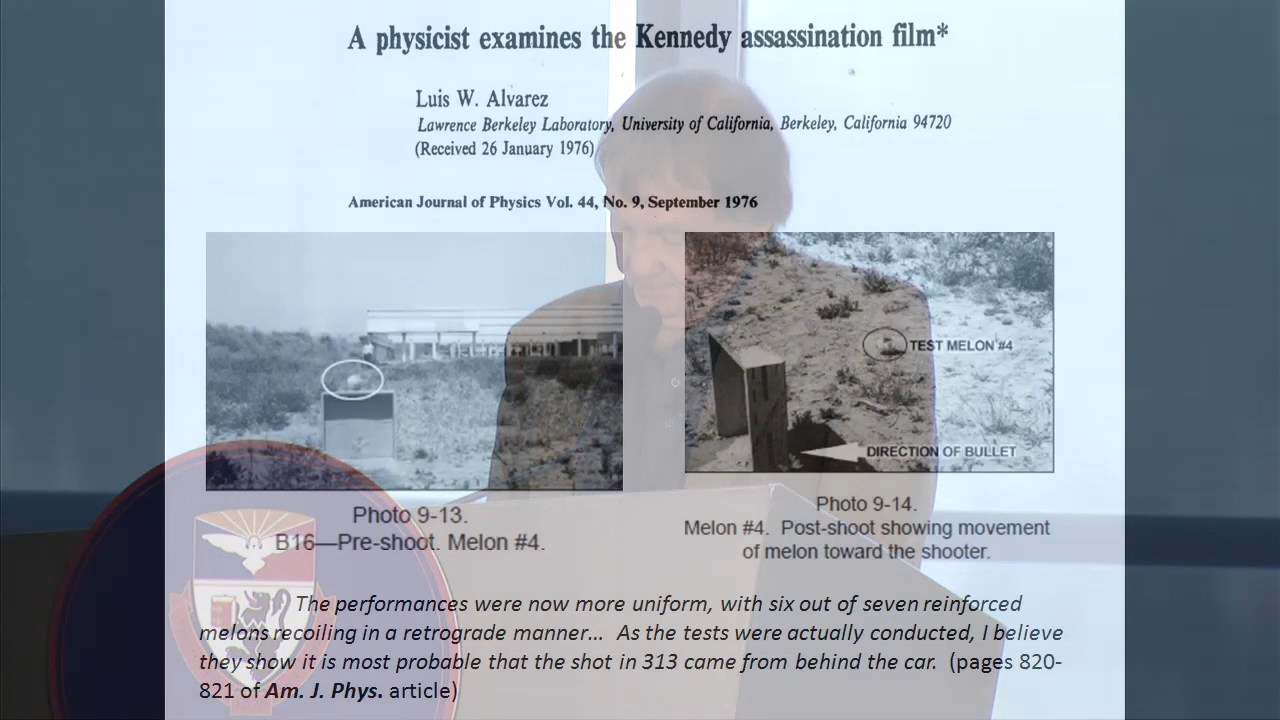 A physicist examines the Kennedy assassination film*
Luis W. Alvarez
Lawrence Berkeley Laboratory, University of California, Berkeley, California 94720
(Received 26 January 1976)
American Journal of Physics Vol. 44, No. 9, September 1976
TEST MELON #4
DIRECTION OF BULLET
Photo 9-13.
B16—Pre-shoot. Melon #4.
Photo 9-14.
Melon #4. Post-shoot showing movement
of melon toward the shooter.
The performances were now more uniform, with six out of seven reinforced
melons recoiling in a retrograde manner... As the tests were actually conducted, I believe
they show it is most probable that the shot in 313 came from behind the car. (pages 820-
821 of Am. J. Phys. article)